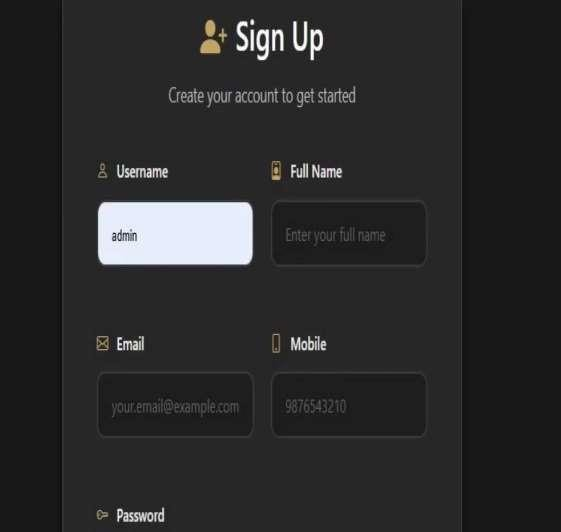 Sign Up
Create your account to get started
Username Full Name
admin Enter your full name
Email Mobile
your.email@example.com 9876543210
Password